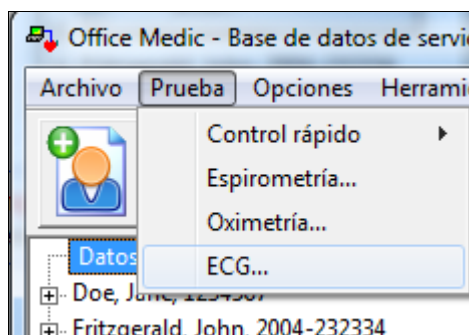 Office Medic - Base de datos de servi
Archivo Prueba Opciones Herrami
Control rápido
Espirometría...
Oximetría...
ECG...
Datos
Doe, Jane, 1234567
Fritzgerald, John, 2004-232334